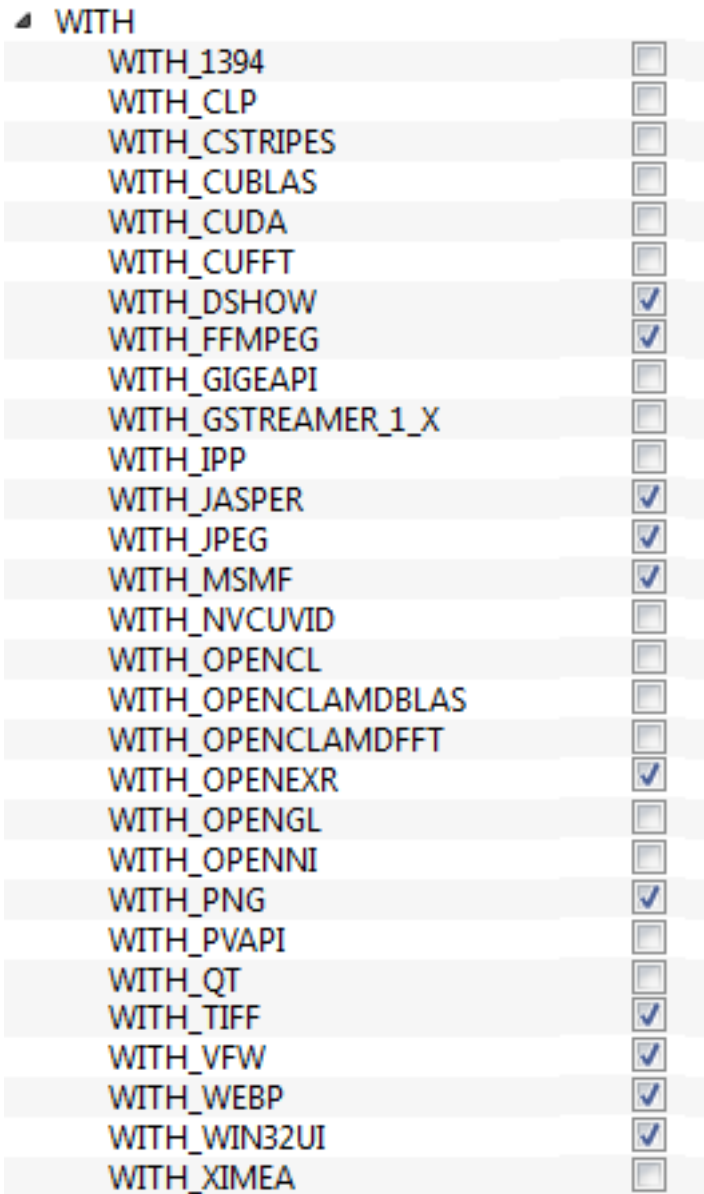 WITH
WITH_1394
WITH_CLP
WITH_CSTRIPES
WITH_CUBLAS
WITH_CUDA
WITH_CUFFT
WITH_DSHOW
WITH_FFMPEG
WITH_GIGEAPI
WITH_GSTREAMER_1_X
WITH_IPP
WITH_JASPER
WITH_JPEG
WITH_MSMF
WITH_NVCUVID
WITH_OPENCL
WITH_OPENCLAMDBLAS
WITH_OPENCLAMDFFT
WITH_OPENEXR
WITH_OPENGL
WITH_OPENNI
WITH_PNG
WITH_PVAPI
WITH_QT
WITH_TIFF
WITH_VFW
WITH_WEBP
WITH_WIN32UI
WITH_XIMEA